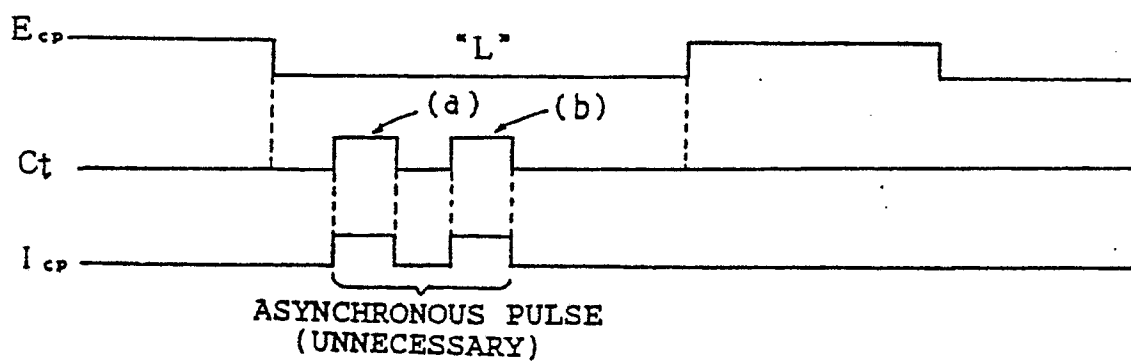 Ecp
"L"
(a)
(b)
Ct
Icp
ASYNCHRONOUS PULSE
(UNNECESSARY)